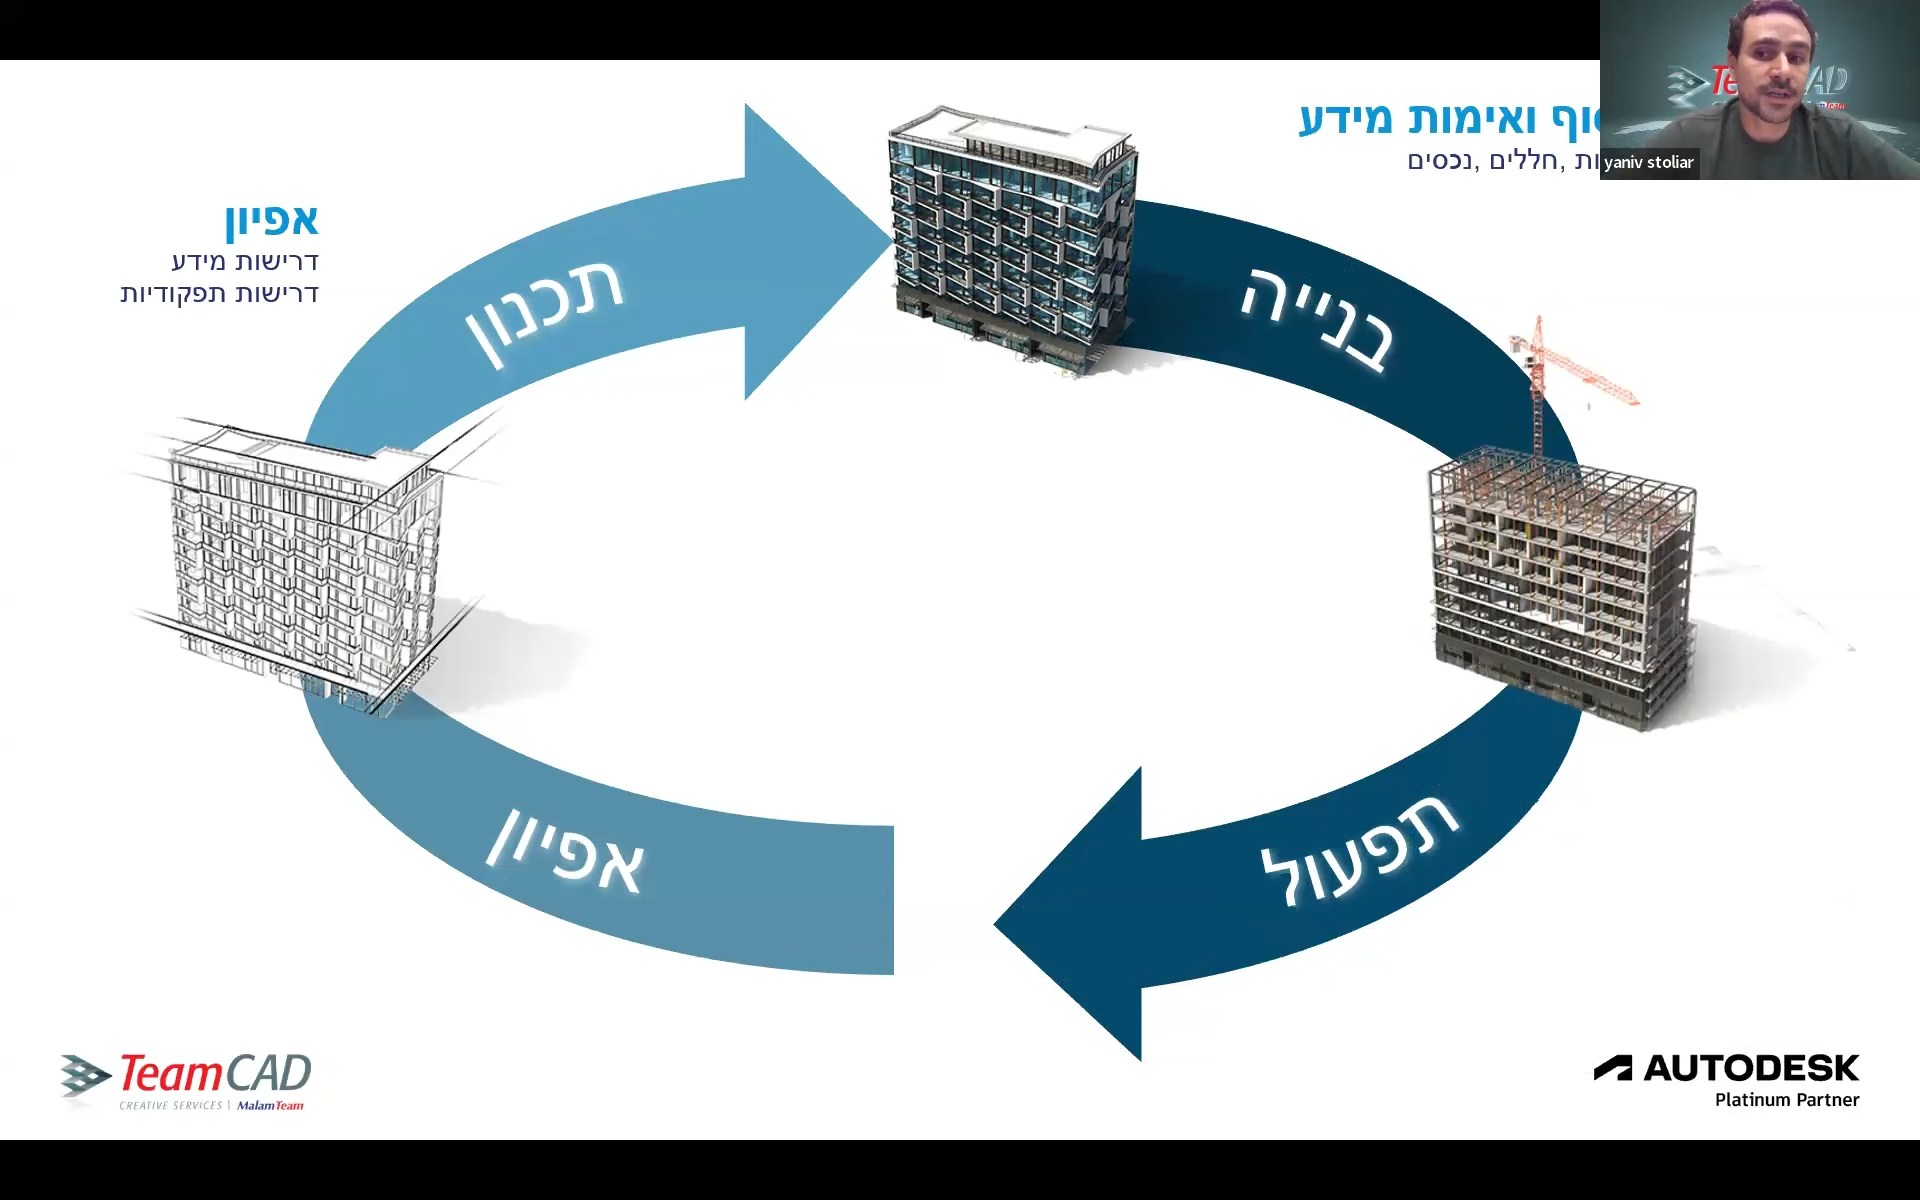 ואימות מידע
חללים, נכסים
yaniv stoliar
אפיון
דרישות מידע
דרישות תפקודיות
תכנון
בנייה
תפעול
אפיון
TeamCAD
CREATIVE SERVICES | MalamTeam
AUTODESK
Platinum Partner